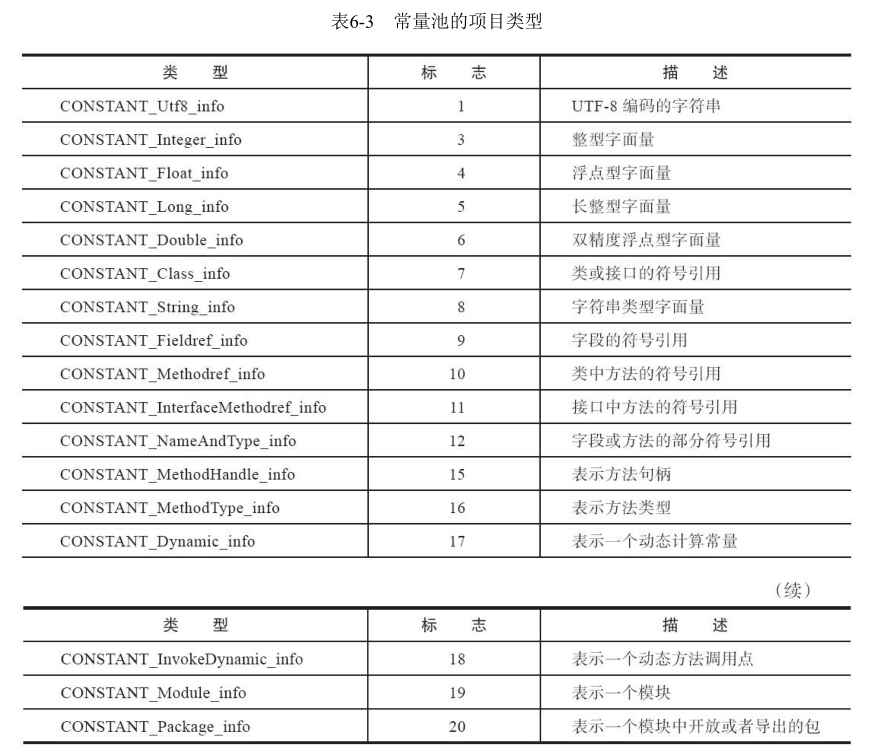 表6-3 常量池的项目类型
类 型 标 志 描 述
CONSTANT_Utf8_info 1 UTF-8 编码的字符串
CONSTANT_Integer_info 3 整型字面量
CONSTANT_Float_info 4 浮点型字面量
CONSTANT_Long_info 5 长整型字面量
CONSTANT_Double_info 6 双精度浮点型字面量
CONSTANT_Class_info 7 类或接口的符号引用
CONSTANT_String_info 8 字符串类型字面量
CONSTANT_Fieldref_info 9 字段的符号引用
CONSTANT_Methodref_info 10 类中方法的符号引用
CONSTANT_InterfaceMethodref_info 11 接口中方法的符号引用
CONSTANT_NameAndType_info 12 字段或方法的部分符号引用
CONSTANT_MethodHandle_info 15 表示方法句柄
CONSTANT_MethodType_info 16 表示方法类型
CONSTANT_Dynamic_info 17 表示一个动态计算常量
（续）
类 型 标 志 描 述
CONSTANT_InvokeDynamic_info 18 表示一个动态方法调用点
CONSTANT_Module_info 19 表示一个模块
CONSTANT_Package_info 20 表示一个模块中开放或者导出的包